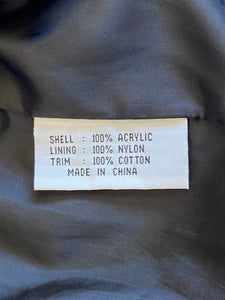 SHELL : 100% ACRYLIC
LINING : 100% NYLON
TRIM : 100% COTTON
MADE IN CHINA